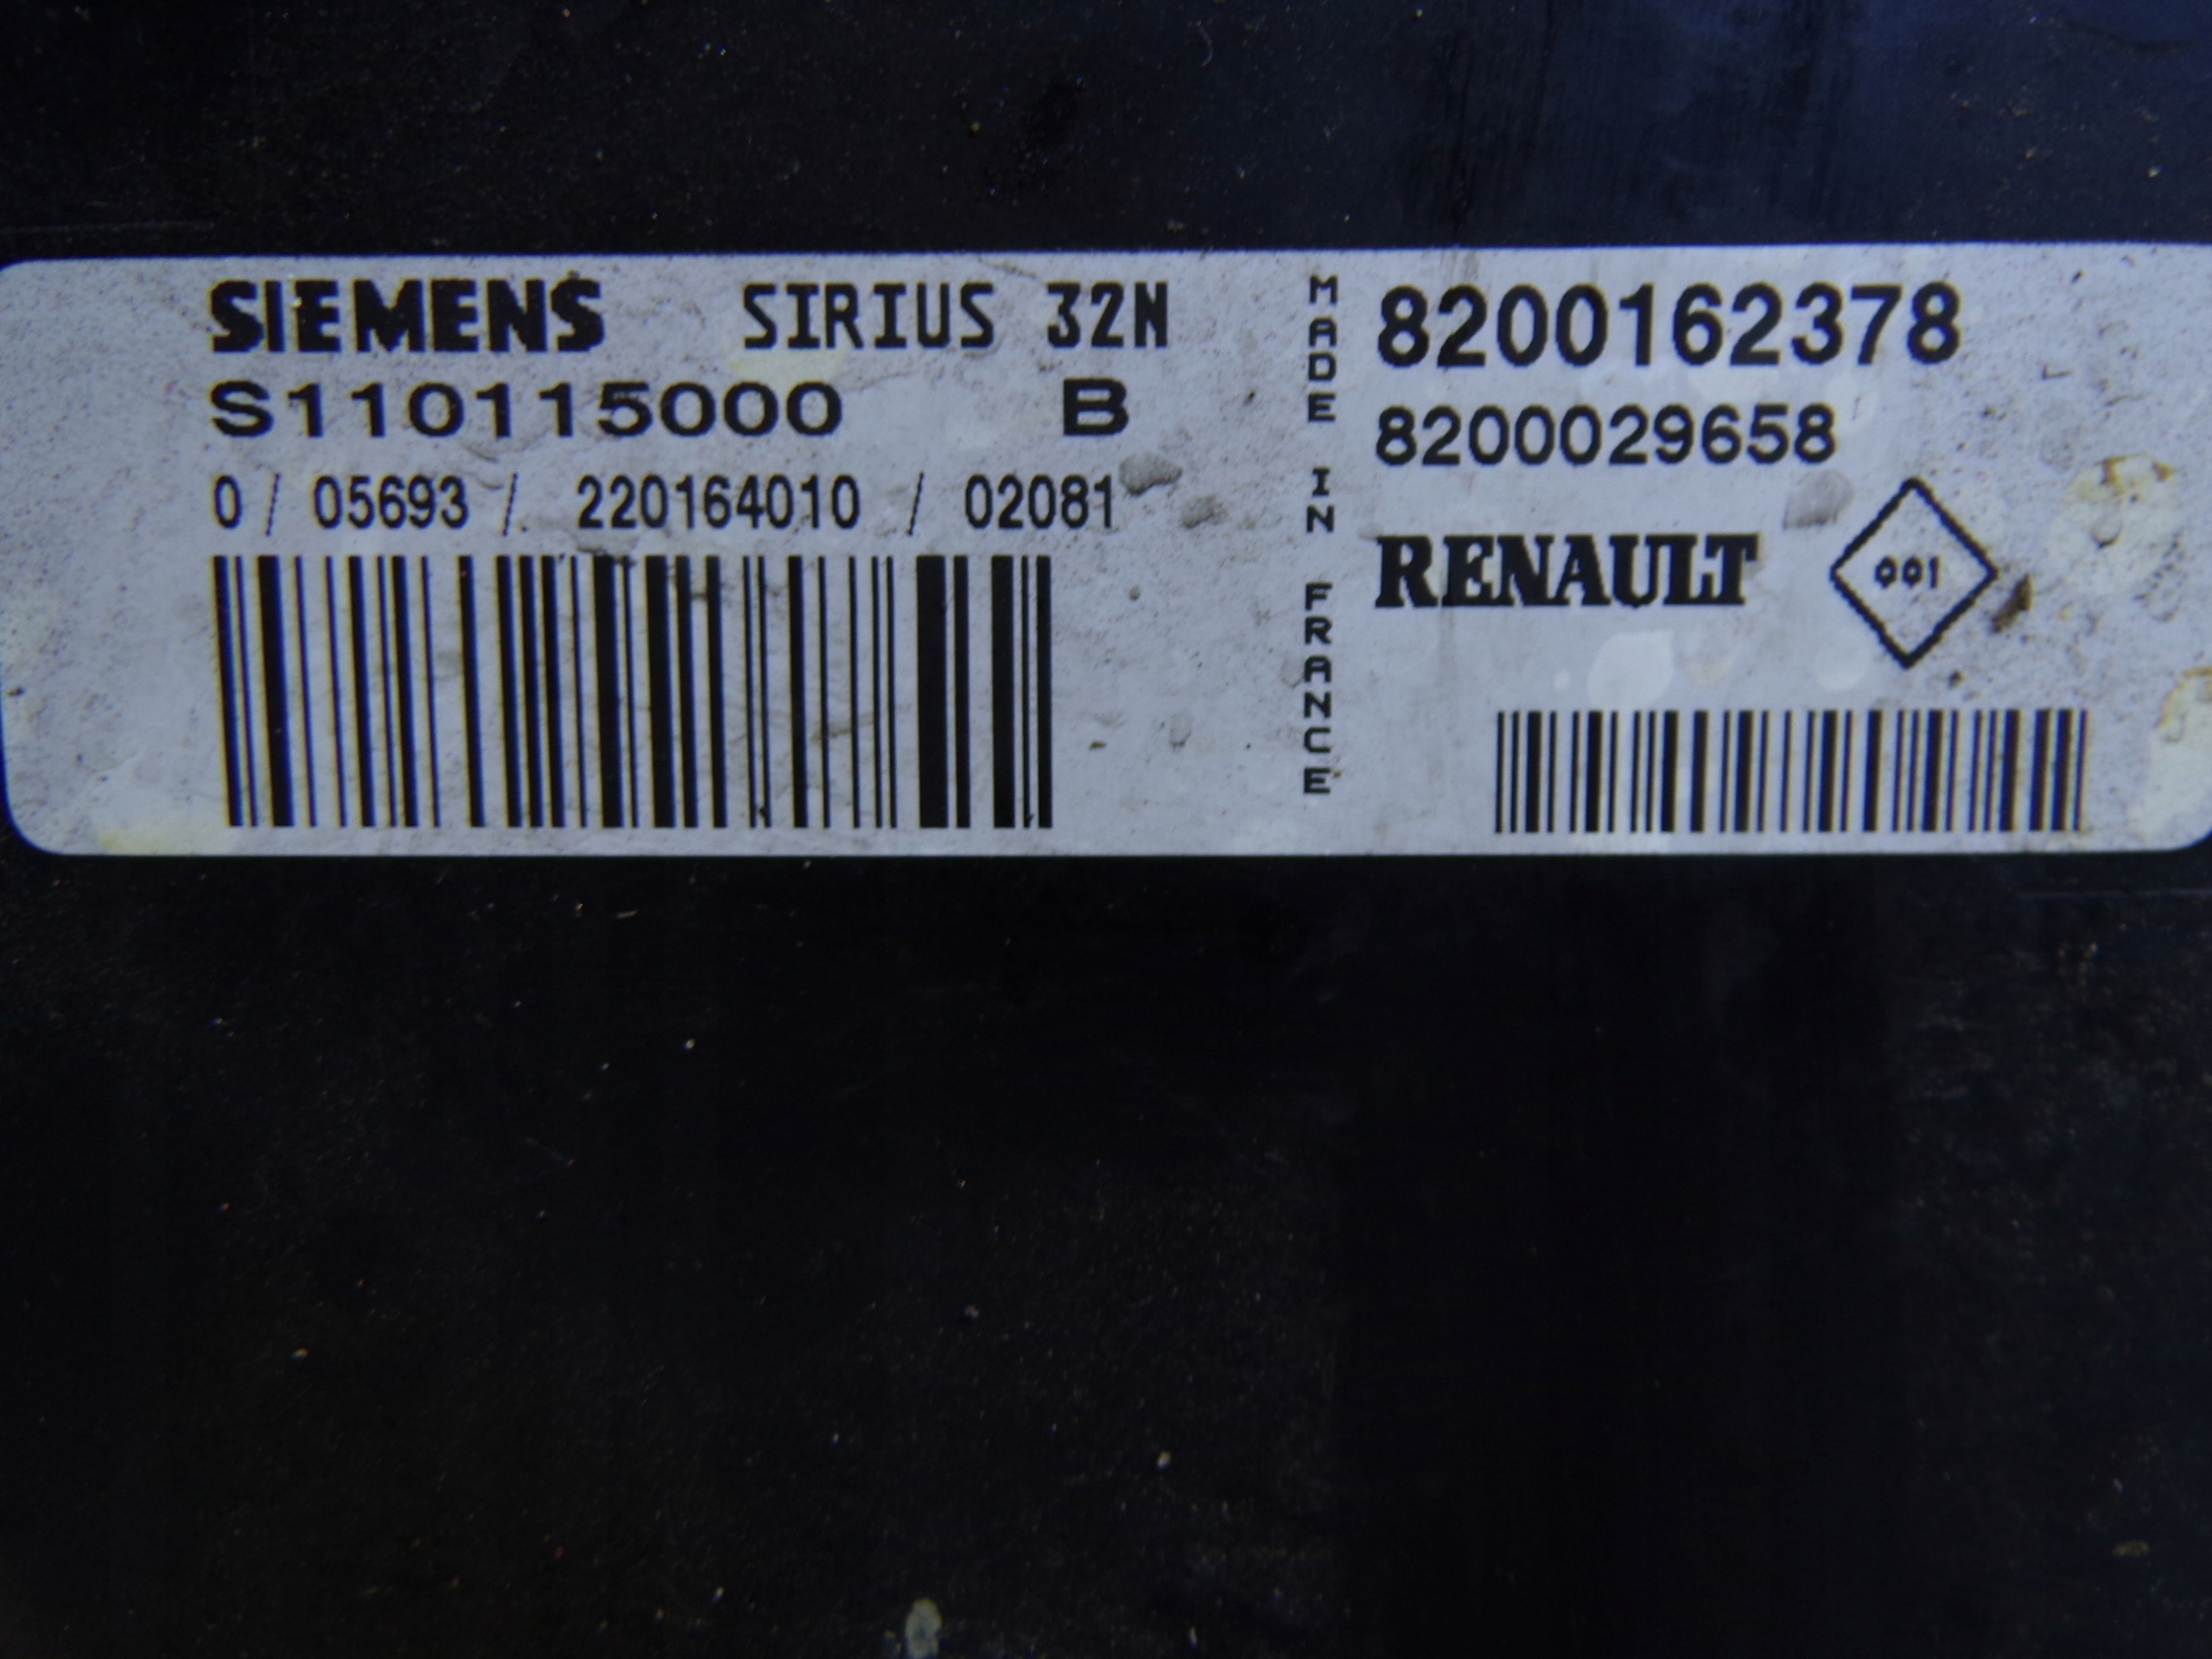 SIEMENS SIRIUS 32N
S110115000 B
0 / 05693 / 220164010 / 02081
MADE IN FRANCE
8200162378
8200029658
RENAULT 001